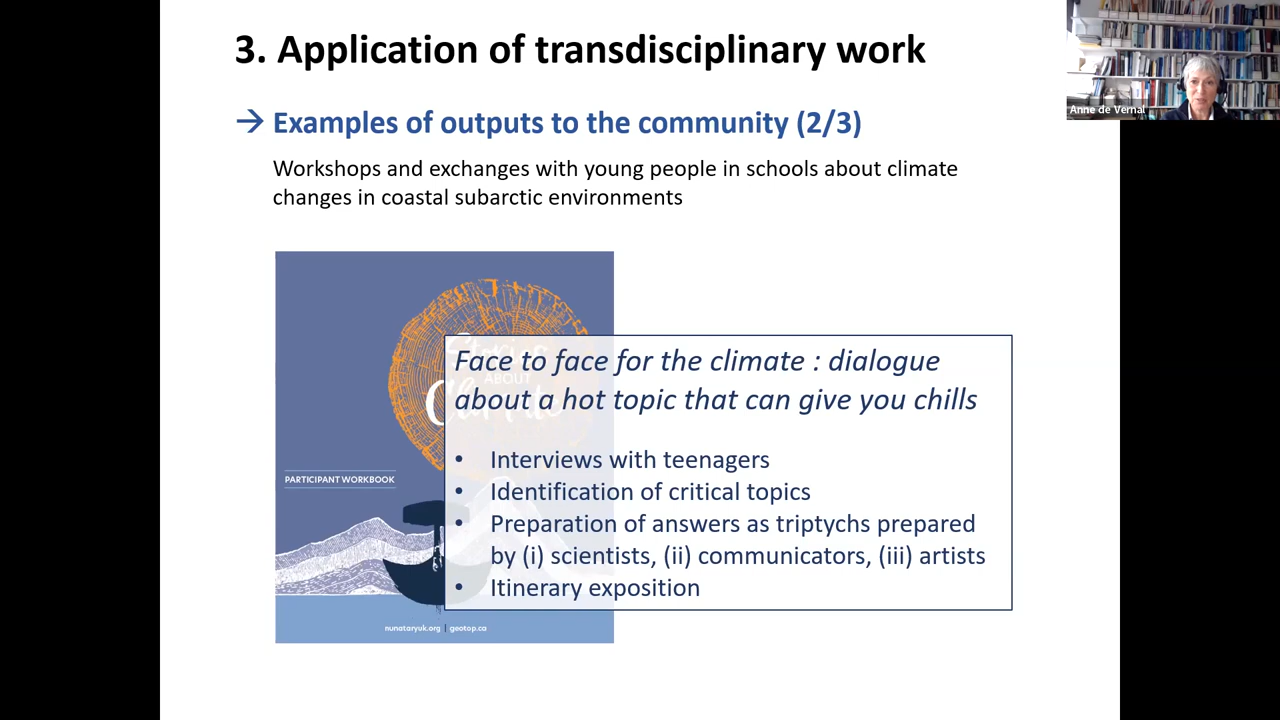 3. Application of transdisciplinary work
Anne de Vernal
→ Examples of outputs to the community (2/3)
Workshops and exchanges with young people in schools about climate
changes in coastal subarctic environments
Stories
ABOUT
Climate
Face to face for the climate : dialogue
about a hot topic that can give you chills
• Interviews with teenagers
• Identification of critical topics
• Preparation of answers as triptychs prepared
by (i) scientists, (ii) communicators, (iii) artists
• Itinerary exposition
PARTICIPANT WORKBOOK
nunataryuk.org | geotop.ca